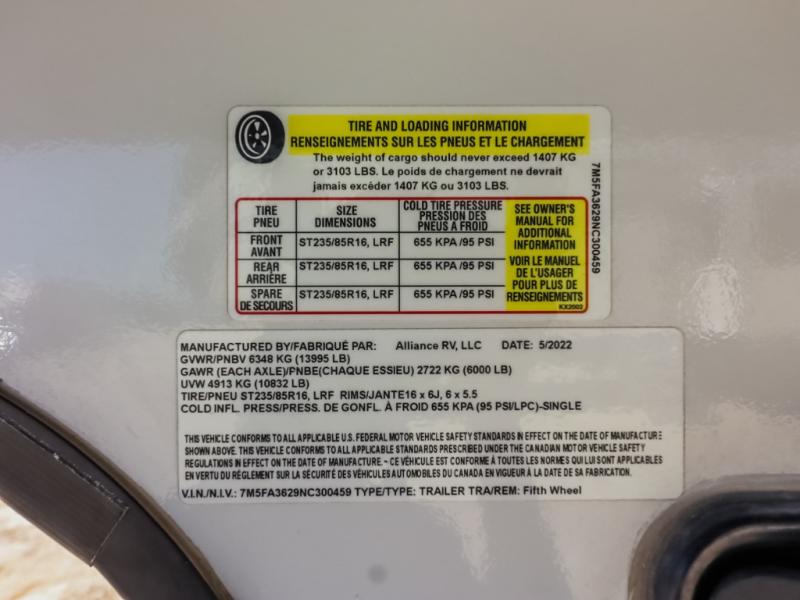 TIRE AND LOADING INFORMATION
RENSEIGNEMENTS SUR LES PNEUS ET LE CHARGEMENT
The weight of cargo should never exceed 1407 KG
or 3103 LBS. Le poids de chargement ne devrait
jamais excéder 1407 KG ou 3103 LBS.
TIRE
PNEU
SIZE
DIMENSIONS
COLD TIRE PRESSURE
PRESSION DES
PNEUS A FROID
SEE OWNER'S
MANUAL FOR
ADDITIONAL
INFORMATION
VOIR LE MANUEL
DE L'USAGER
POUR PLUS DE
RENSEIGNEMENTS
KX2002
FRONT
AVANT
ST235/85R16, LRF
655 KPA /95 PSI
REAR
ARRIÈRE
ST235/85R16, LRF
655 KPA /95 PSI
SPARE
DE SECOURS
ST235/85R16, LRF
655 KPA /95 PSI
7M5FA3629NC300459
MANUFACTURED BY/FABRIQUÉ PAR: Alliance RV, LLC DATE: 5/2022
GVWR/PNBV 6348 KG (13995 LB)
GAWR (EACH AXLE)/PNBE(CHAQUE ESSIEU) 2722 KG (6000 LB)
UVW 4913 KG (10832 LB)
TIRE/PNEU ST235/85R16, LRF RIMS/JANTE16 x 6J, 6 x 5.5
COLD INFL. PRESS/PRESS. DE GONFL. À FROID 655 KPA (95 PSI/LPC)-SINGLE
THIS VEHICLE CONFORMS TO ALL APPLICABLE U.S. FEDERAL MOTOR VEHICLE SAFETY STANDARDS IN EFFECT ON THE DATE OF MANUFACTURE
SHOWN ABOVE. THIS VEHICLE CONFORMS TO ALL APPLICABLE STANDARDS PRESCRIBED UNDER THE CANADIAN MOTOR VEHICLE SAFETY
REGULATIONS IN EFFECT ON THE DATE OF MANUFACTURE. - CE VÉHICULE EST CONFORME À TOUTES LES NORMES QUI LUI SONT APPLICABLES
EN VERTU DU RÈGLEMENT SUR LA SÉCURITÉ DES VÉHICULES AUTOMOBILES DU CANADA EN VIGUEUR À LA DATE DE SA FABRICATION.
V.I.N./N.I.V.: 7M5FA3629NC300459 TYPE/TYPE: TRAILER TRA/REM: Fifth Wheel